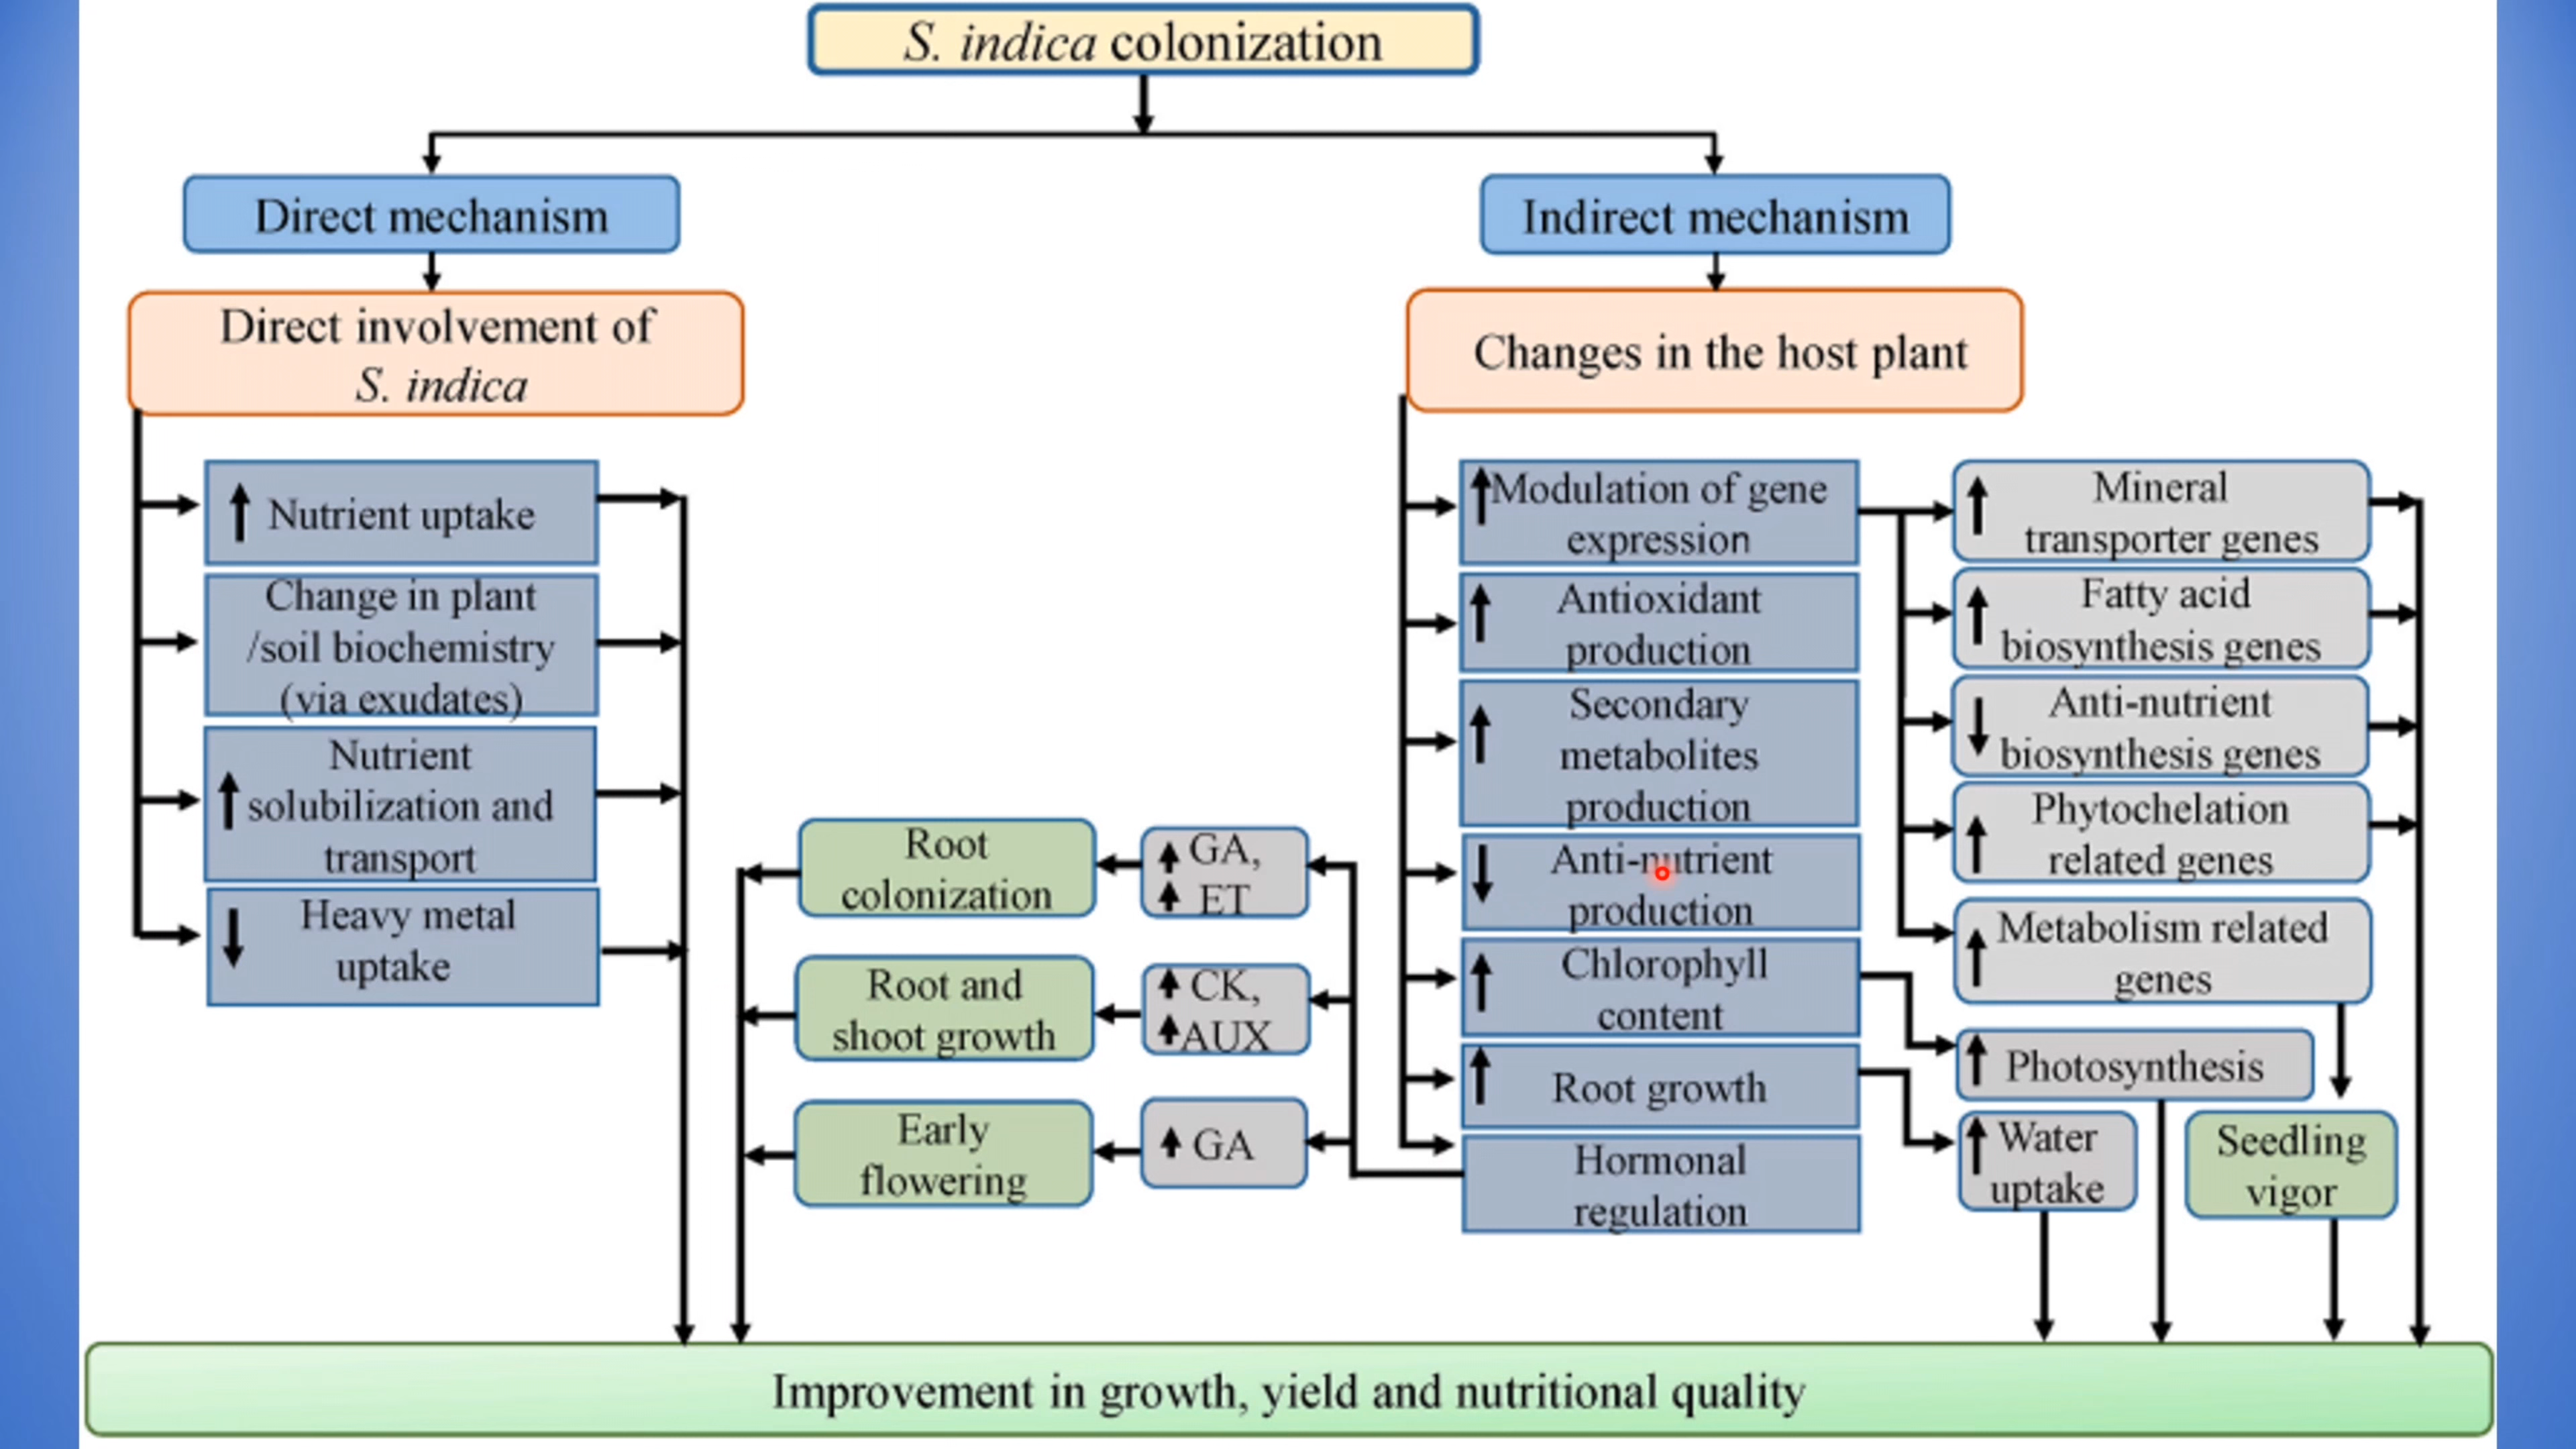 S. indica colonization
Direct mechanism
Indirect mechanism
Direct involvement of
S. indica
Changes in the host plant
Nutrient uptake
Change in plant
/soil biochemistry
(via exudates)
Nutrient
solubilization and
transport
Heavy metal
uptake
Root
colonization
GA,
ET
Root and
shoot growth
CK,
AUX
Early
flowering
GA
Modulation of gene
expression
Antioxidant
production
Secondary
metabolites
production
Anti-nutrient
production
Chlorophyll
content
Root growth
Hormonal
regulation
Mineral
transporter genes
Fatty acid
biosynthesis genes
Anti-nutrient
biosynthesis genes
Phytochelation
related genes
Metabolism related
genes
Photosynthesis
Water
uptake
Seedling
vigor
Improvement in growth, yield and nutritional quality